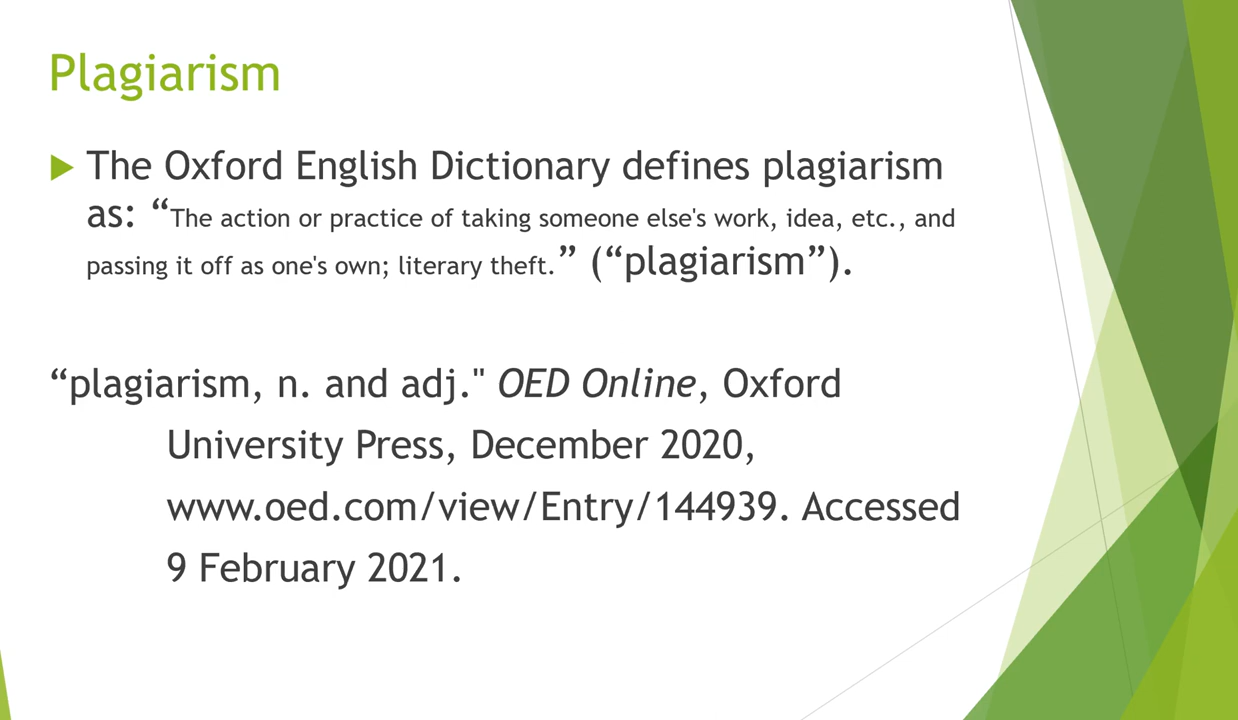 Plagiarism
The Oxford English Dictionary defines plagiarism
as: “The action or practice of taking someone else's work, idea, etc., and
passing it off as one's own; literary theft.” (“plagiarism”).
“plagiarism, n. and adj." OED Online, Oxford
University Press, December 2020,
www.oed.com/view/Entry/144939. Accessed
9 February 2021.